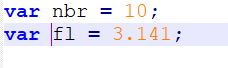 var nbr = 10;
var fl = 3.141;